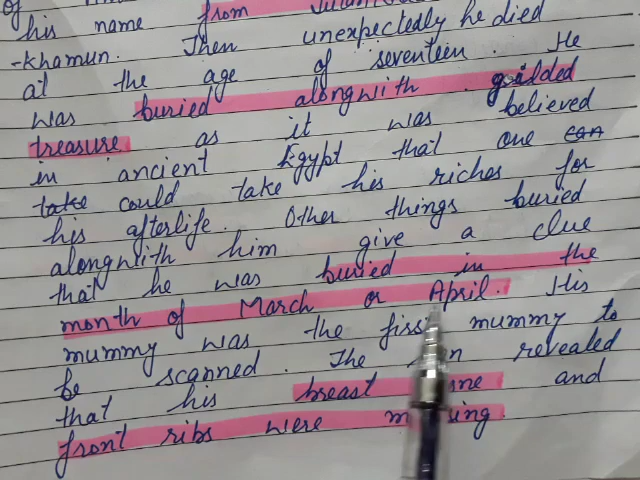 of from
his name unexpectedly he died
-khamun. Then seventeen. He
at the age of gilded
was buried alongwith believed
treasure as it was
in ancient Egypt that one can
take could take his riches for
his afterlife. Other things buried
alongwith him give a clue
that he was buried in the
month of March or April. His
mummy was the first mummy to
be scanned. The revealed
that his breast and
front ribs were missing